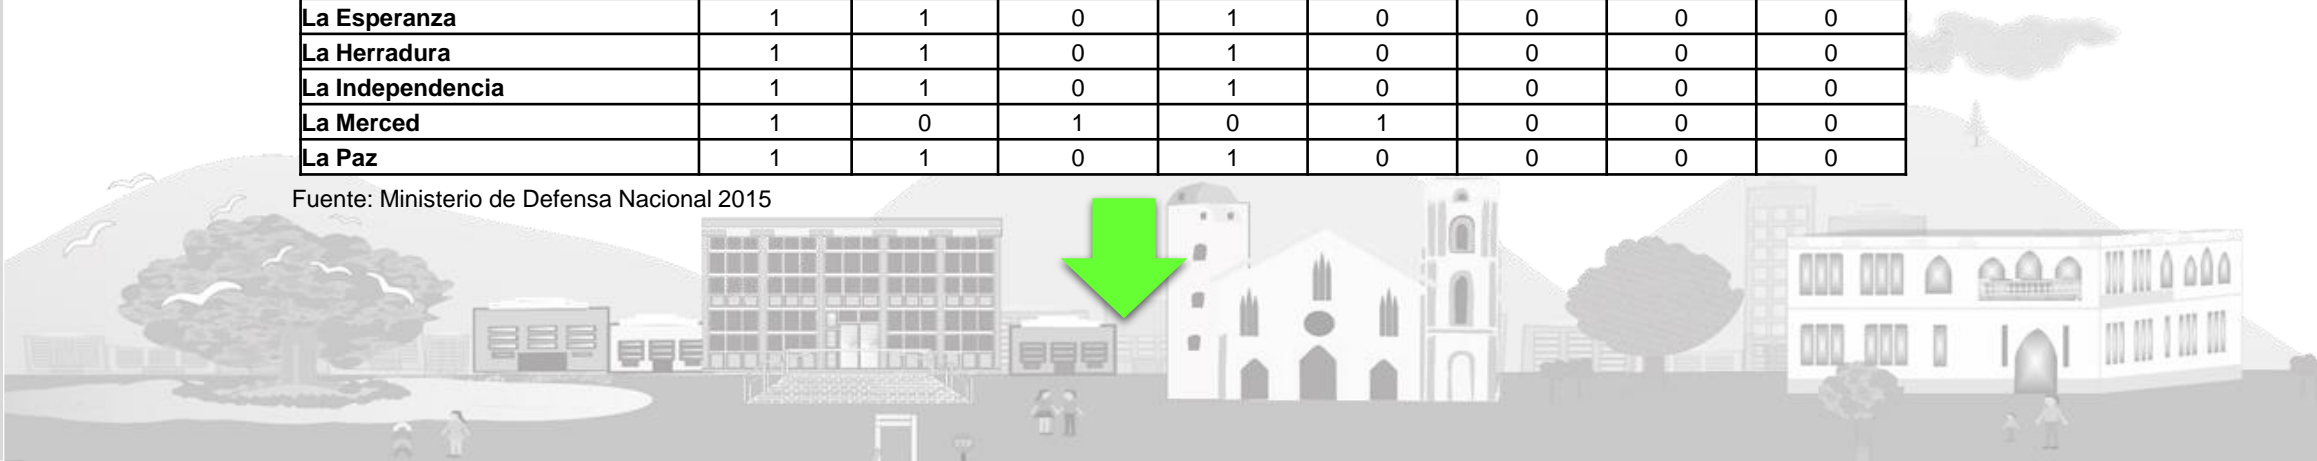 La Esperanza 1 1 0 1 0 0 0 0
La Herradura 1 1 0 1 0 0 0 0
La Independencia 1 1 0 1 0 0 0 0
La Merced 1 0 1 0 1 0 0 0
La Paz 1 1 0 1 0 0 0 0
Fuente: Ministerio de Defensa Nacional 2015